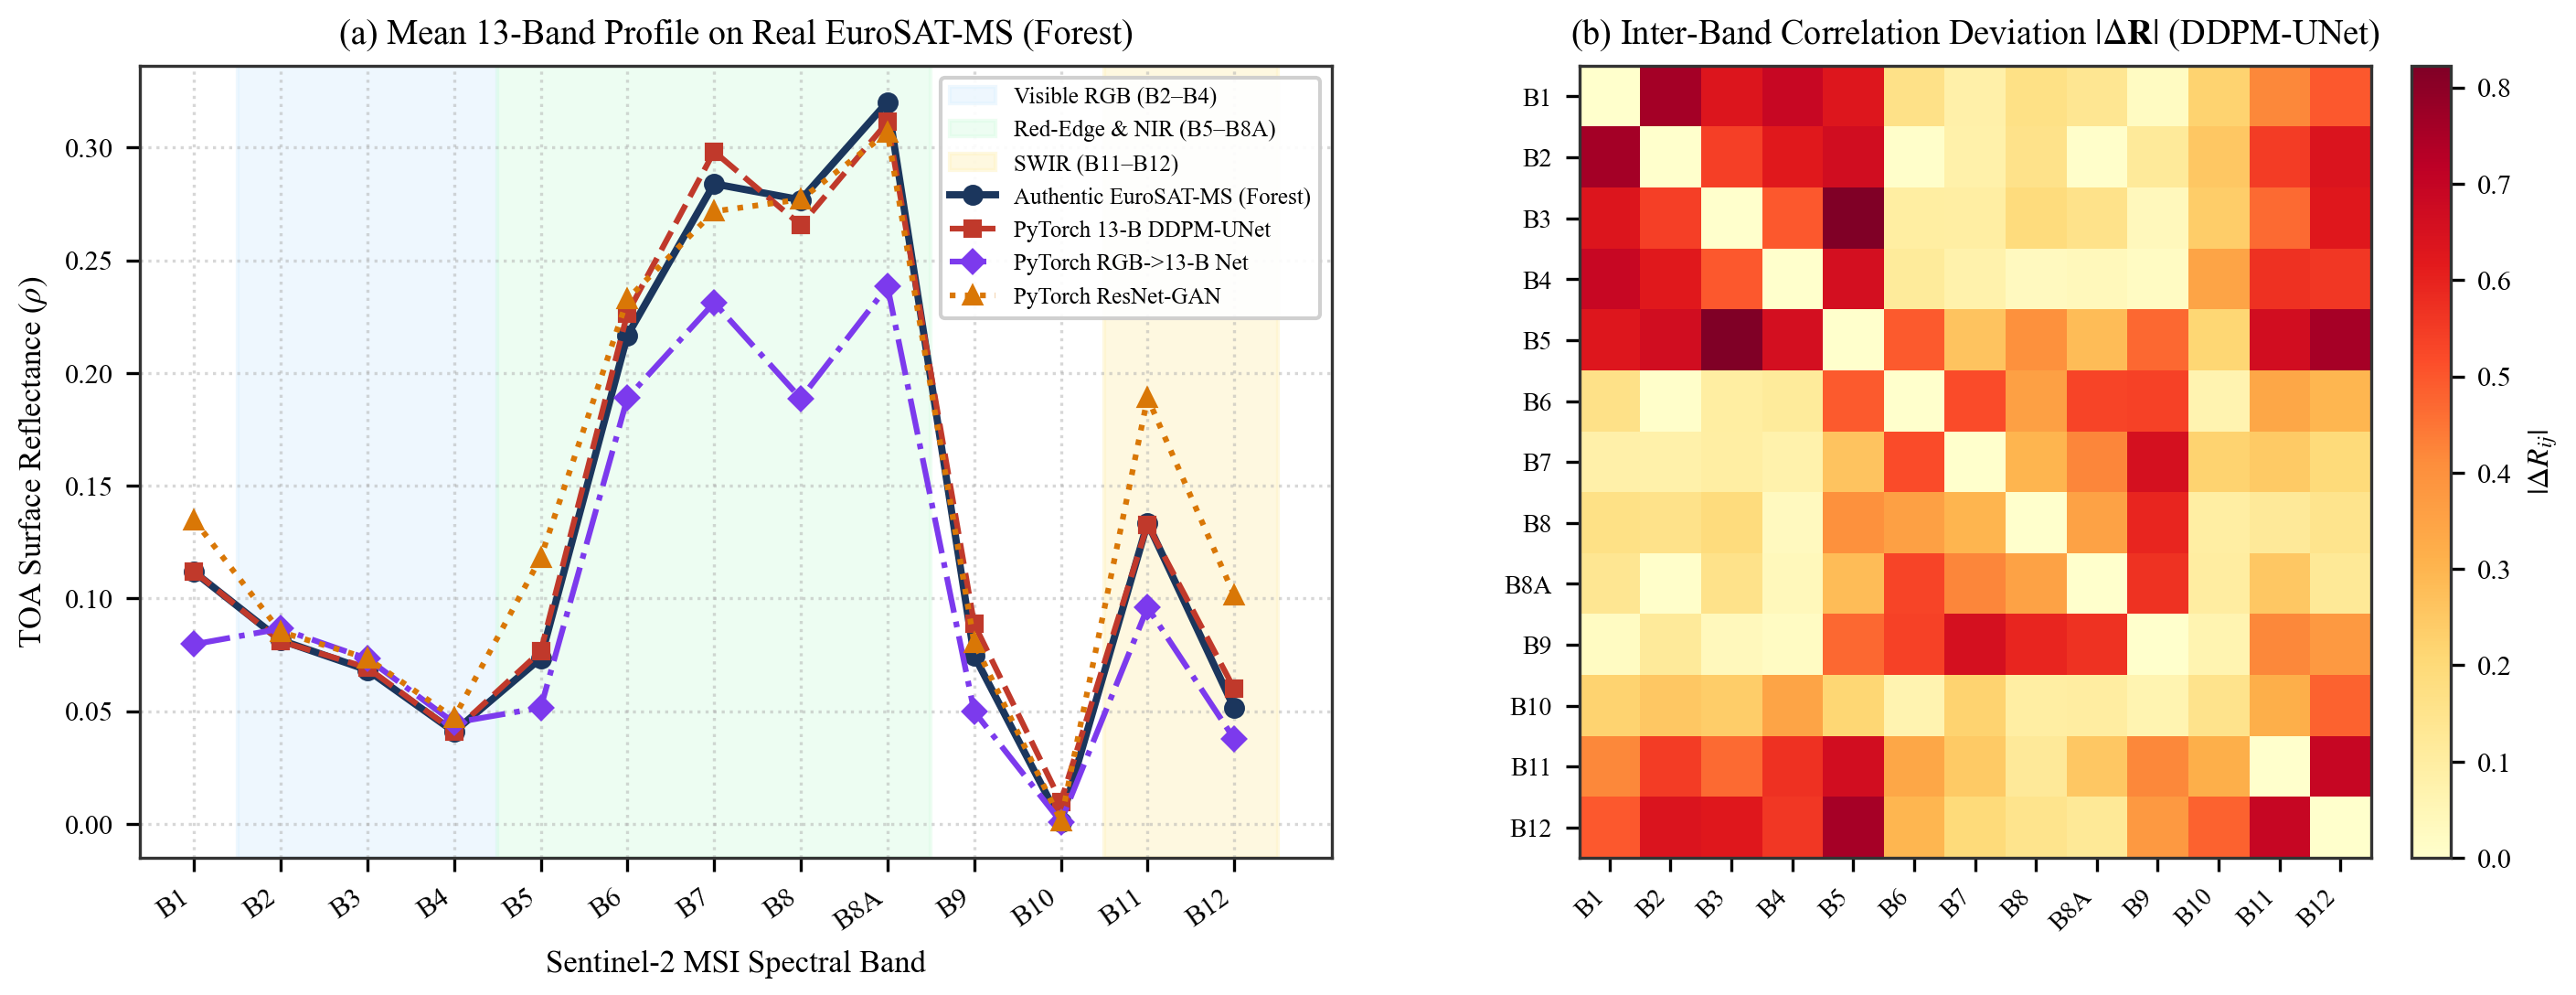 (a) Mean 13-Band Profile on Real EuroSAT-MS (Forest)
TOA Surface Reflectance (ρ)
0.30
0.25
0.20
0.15
0.10
0.05
0.00
Visible RGB (B2–B4)
Red-Edge & NIR (B5–B8A)
SWIR (B11–B12)
Authentic EuroSAT-MS (Forest)
PyTorch 13-B DDPM-UNet
PyTorch RGB->13-B Net
PyTorch ResNet-GAN
B1 B2 B3 B4 B5 B6 B7 B8 B8A B9 B10 B11 B12
Sentinel-2 MSI Spectral Band
(b) Inter-Band Correlation Deviation |ΔR| (DDPM-UNet)
B1
B2
B3
B4
B5
B6
B7
B8
B8A
B9
B10
B11
B12
B1 B2 B3 B4 B5 B6 B7 B8 B8A B9 B10 B11 B12
0.8
0.7
0.6
0.5
0.4
0.3
0.2
0.1
0.0
|ΔR_ij|